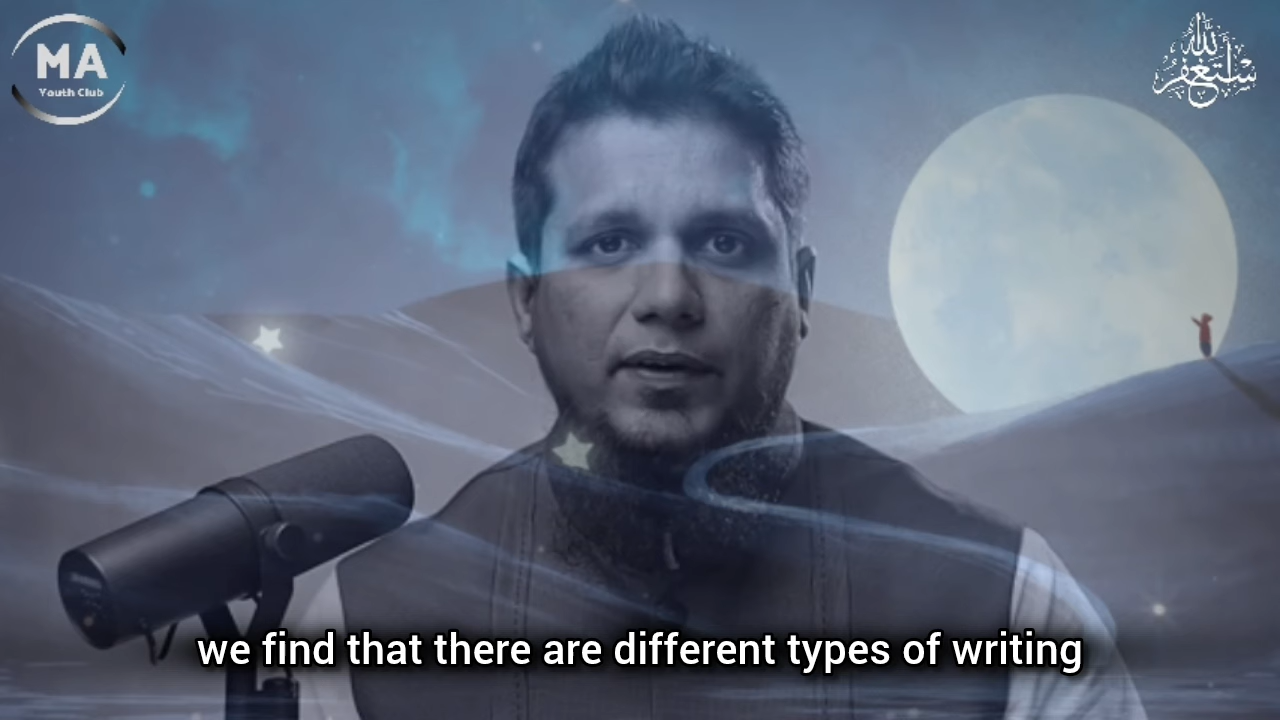 MA
Youth Club
we find that there are different types of writing